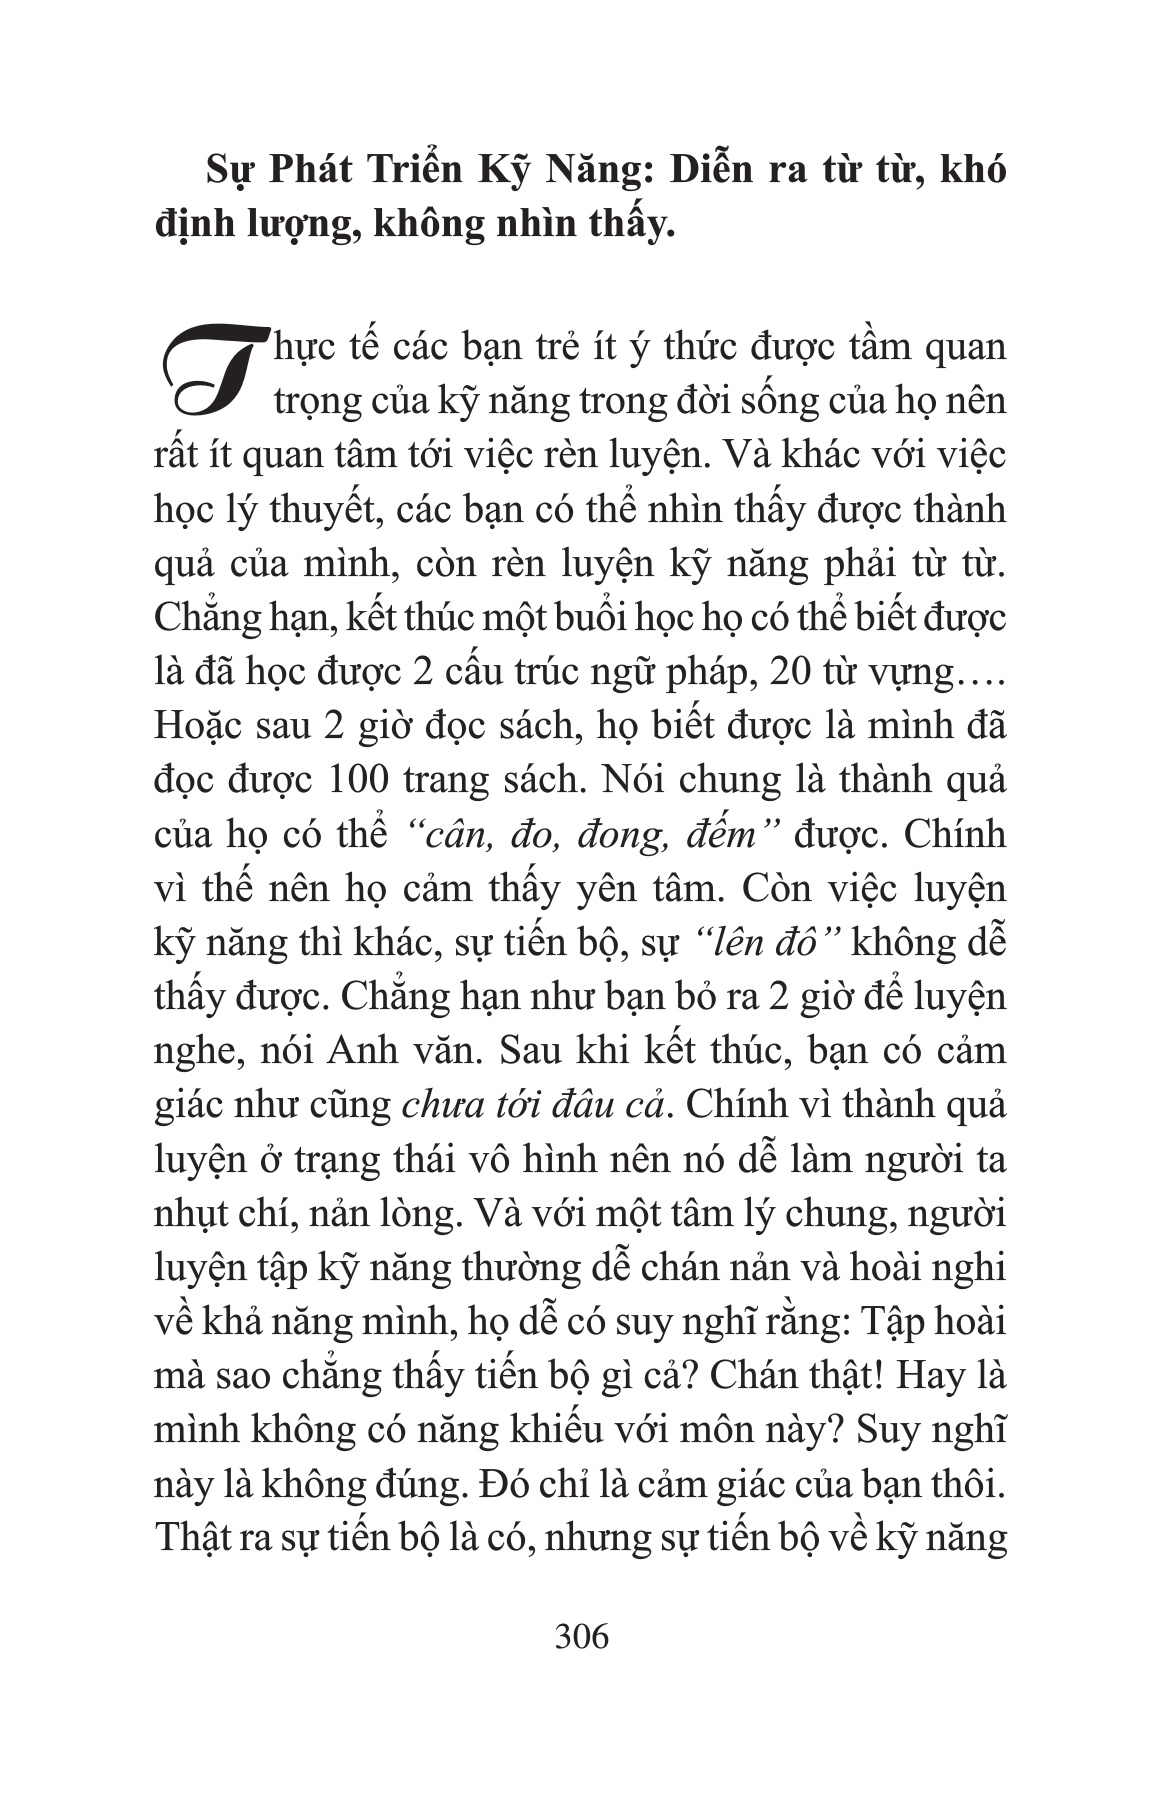 Sự Phát Triển Kỹ Năng: Diễn ra từ từ, khó
định lượng, không nhìn thấy.
Thực tế các bạn trẻ ít ý thức được tầm quan
trọng của kỹ năng trong đời sống của họ nên
rất ít quan tâm tới việc rèn luyện. Và khác với việc
học lý thuyết, các bạn có thể nhìn thấy được thành
quả của mình, còn rèn luyện kỹ năng phải từ từ.
Chẳng hạn, kết thúc một buổi học họ có thể biết được
là đã học được 2 cấu trúc ngữ pháp, 20 từ vựng….
Hoặc sau 2 giờ đọc sách, họ biết được là mình đã
đọc được 100 trang sách. Nói chung là thành quả
của họ có thể “cân, đo, đong, đếm” được. Chính
vì thế nên họ cảm thấy yên tâm. Còn việc luyện
kỹ năng thì khác, sự tiến bộ, sự “lên đô” không dễ
thấy được. Chẳng hạn như bạn bỏ ra 2 giờ để luyện
nghe, nói Anh văn. Sau khi kết thúc, bạn có cảm
giác như cũng chưa tới đâu cả. Chính vì thành quả
luyện ở trạng thái vô hình nên nó dễ làm người ta
nhụt chí, nản lòng. Và với một tâm lý chung, người
luyện tập kỹ năng thường dễ chán nản và hoài nghi
về khả năng mình, họ dễ có suy nghĩ rằng: Tập hoài
mà sao chẳng thấy tiến bộ gì cả? Chán thật! Hay là
mình không có năng khiếu với môn này? Suy nghĩ
này là không đúng. Đó chỉ là cảm giác của bạn thôi.
Thật ra sự tiến bộ là có, nhưng sự tiến bộ về kỹ năng
306